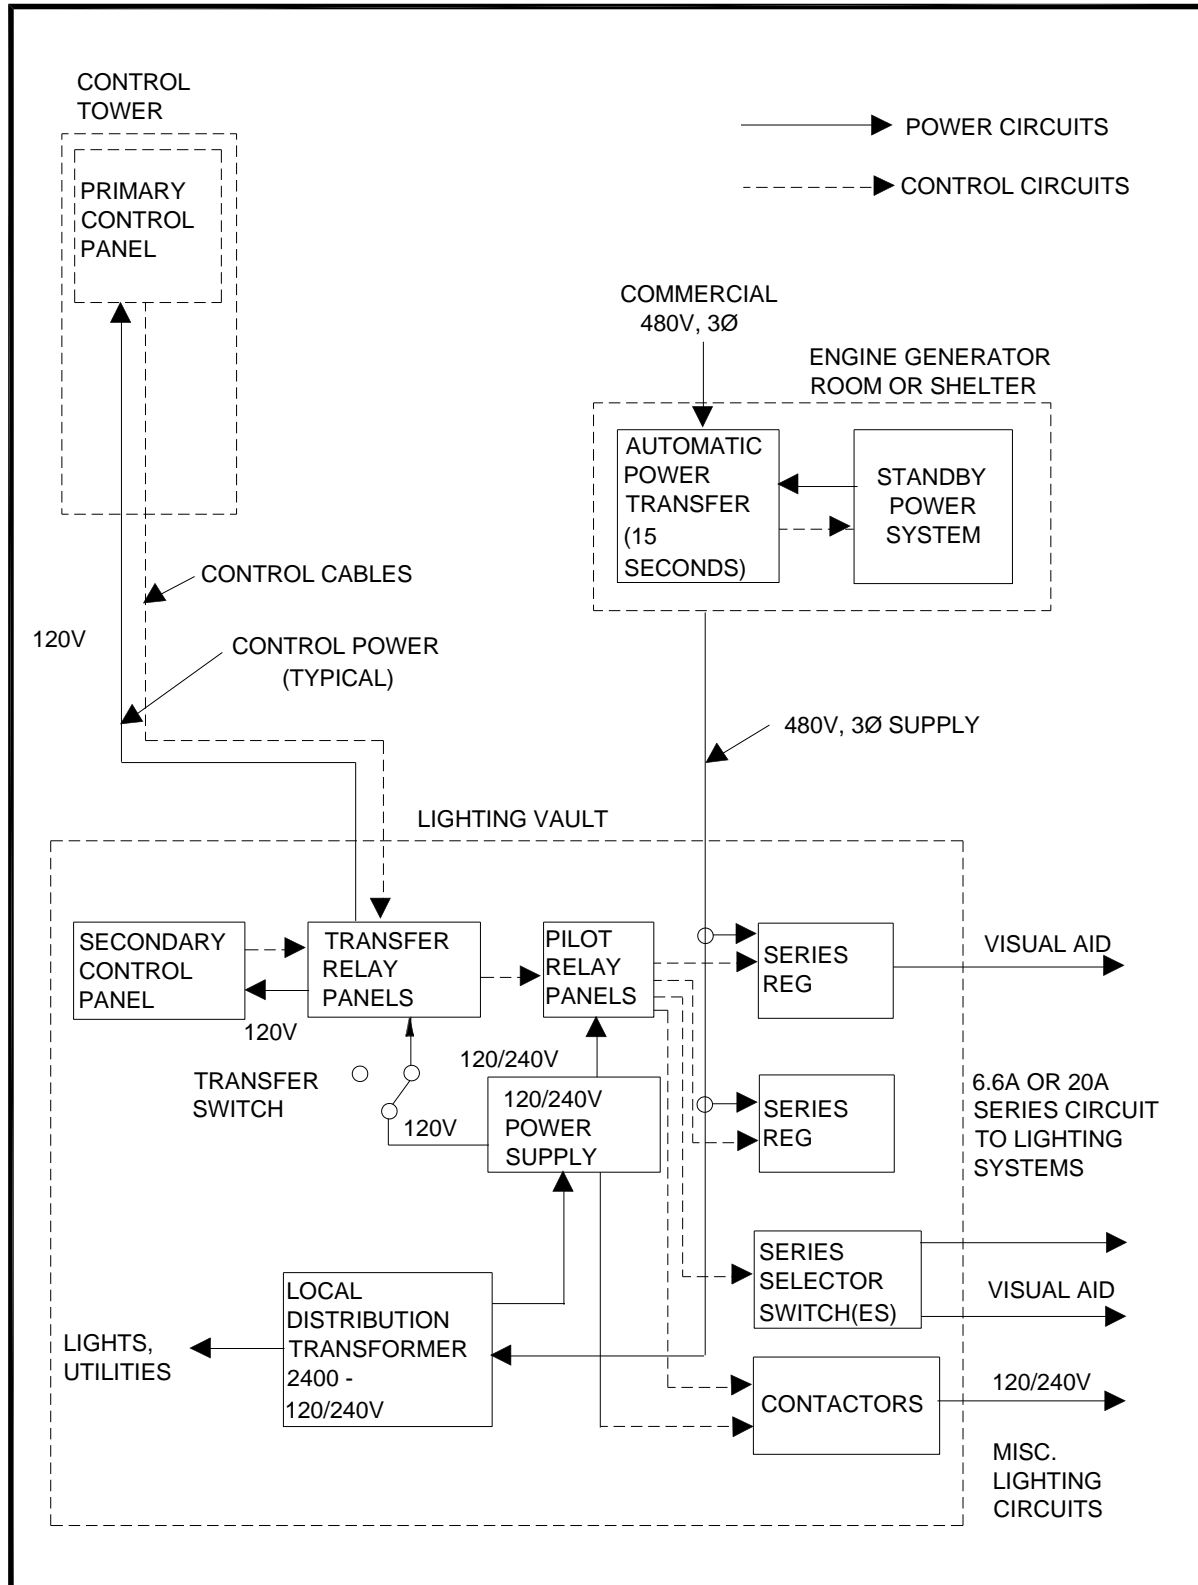 CONTROL
TOWER
PRIMARY
CONTROL
PANEL
POWER CIRCUITS
CONTROL CIRCUITS
COMMERCIAL
480V, 3Ø
ENGINE GENERATOR
ROOM OR SHELTER
AUTOMATIC
POWER
TRANSFER
(15
SECONDS)
STANDBY
POWER
SYSTEM
CONTROL CABLES
120V
CONTROL POWER
(TYPICAL)
480V, 3Ø SUPPLY
LIGHTING VAULT
SECONDARY
CONTROL
PANEL
TRANSFER
RELAY
PANELS
PILOT
RELAY
PANELS
SERIES
REG
VISUAL AID
120V
TRANSFER
SWITCH
120/240V
120V
120/240V
POWER
SUPPLY
SERIES
REG
6.6A OR 20A
SERIES CIRCUIT
TO LIGHTING
SYSTEMS
SERIES
SELECTOR
SWITCH(ES)
VISUAL AID
LOCAL
DISTRIBUTION
TRANSFORMER
2400 -
120/240V
LIGHTS,
UTILITIES
CONTACTORS
120/240V
MISC.
LIGHTING
CIRCUITS